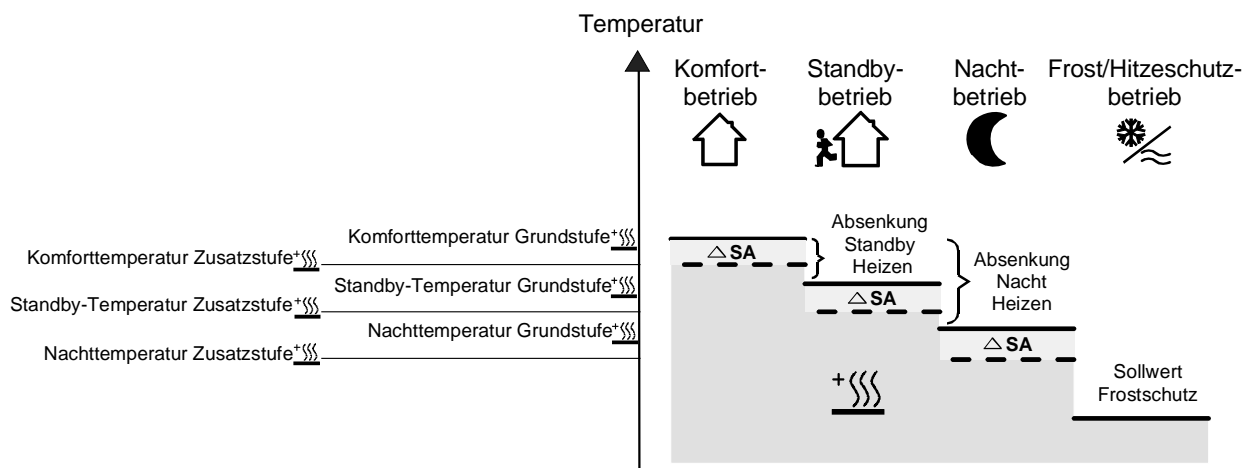 Temperatur
Komfort-
betrieb
Standby-
betrieb
Nacht-
betrieb
Frost/Hitzeschutz-
betrieb
Komforttemperatur Grundstufe+
Komforttemperatur Zusatzstufe+
Standby-Temperatur Grundstufe+
Standby-Temperatur Zusatzstufe+
Nachttemperatur Grundstufe+
Nachttemperatur Zusatzstufe+
△ SA
Absenkung
Standby
Heizen
△ SA
Absenkung
Nacht
Heizen
△ SA
Sollwert
Frostschutz
+